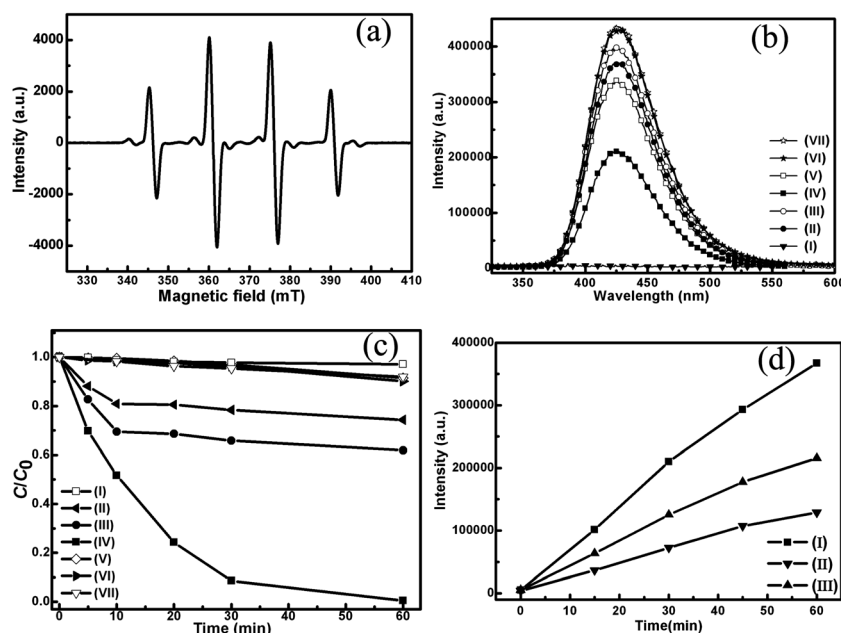 (a)
4000
2000
0
-2000
-4000
Intensity (a.u.)
330 340 350 360 370 380 390 400 410
Magnetic field (mT)
(b)
400000
300000
200000
100000
0
Intensity (a.u.)
(VII)
(VI)
(V)
(IV)
(III)
(II)
(I)
350 400 450 500 550 600
Wavelength (nm)
(c)
1.0
0.8
0.6
0.4
0.2
0.0
C/C0
(I)
(II)
(III)
(IV)
(V)
(VI)
(VII)
0 10 20 30 40 50 60
Time (min)
(d)
400000
300000
200000
100000
0
Intensity (a.u.)
(I)
(II)
(III)
0 10 20 30 40 50 60
Time(min)